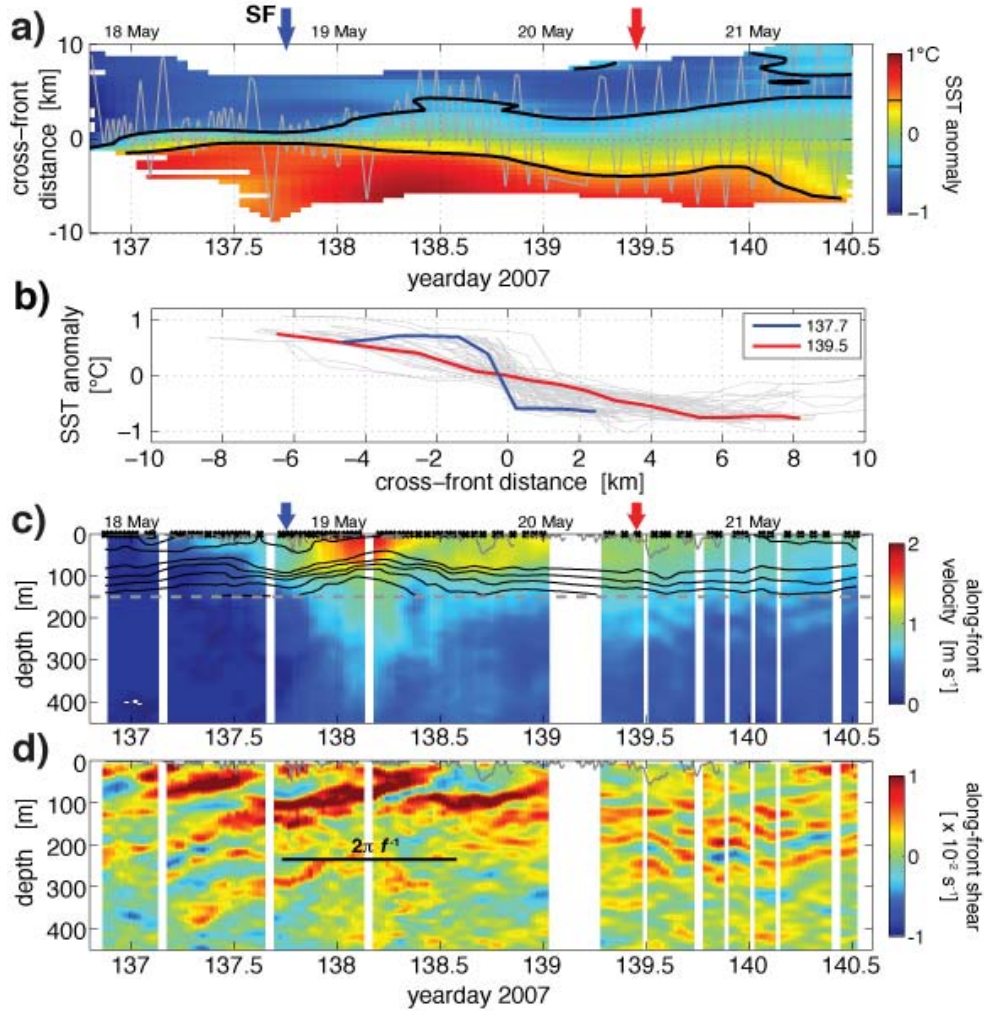 a)
SF
18 May 19 May 20 May 21 May
10
0
-10
cross-front distance [km]
137 137.5 138 138.5 139 139.5 140 140.5
yearday 2007
1°C
0
-1
SST anomaly
b)
1
0
-1
SST anomaly [°C]
137.7
139.5
-10 -8 -6 -4 -2 0 2 4 6 8 10
cross-front distance [km]
c)
18 May 19 May 20 May 21 May
0
100
200
300
400
depth [m]
137 137.5 138 138.5 139 139.5 140 140.5
2
1
0
along-front velocity [m s⁻¹]
d)
0
100
200
300
400
depth [m]
2π f⁻¹
137 137.5 138 138.5 139 139.5 140 140.5
yearday 2007
1
0
-1
along-front shear [ x 10⁻² s⁻¹]